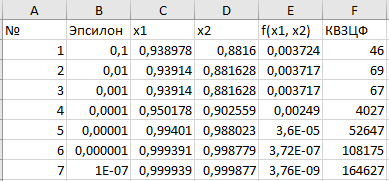 A B C D E F
№ Эпсилон x1 x2 f(x1, x2) КВЗЦФ
1 0,1 0,938978 0,8816 0,003724 46
2 0,01 0,93914 0,881628 0,003717 69
3 0,001 0,93914 0,881628 0,003717 67
4 0,0001 0,950178 0,902559 0,00249 4027
5 0,00001 0,99401 0,988023 3,6E-05 52647
6 0,000001 0,999391 0,998779 3,72E-07 108175
7 1E-07 0,999939 0,999877 3,76E-09 164627